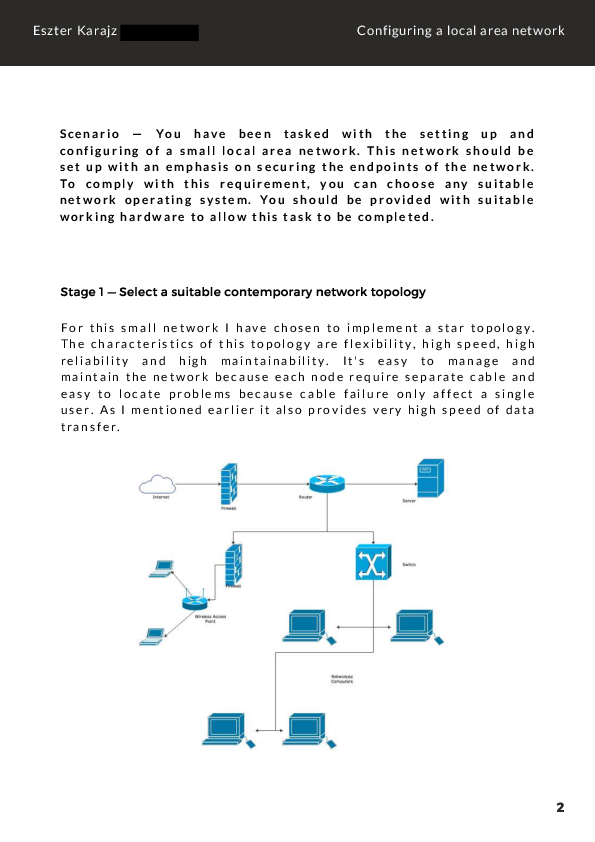 Eszter Karajz
Configuring a local area network
Scenario — You have been tasked with the setting up and
configuring of a small local area network. This network should be
set up with an emphasis on securing the endpoints of the network.
To comply with this requirement, you can choose any suitable
network operating system. You should be provided with suitable
working hardware to allow this task to be completed.
Stage 1 — Select a suitable contemporary network topology
For this small network I have chosen to implement a star topology.
The characteristics of this topology are flexibility, high speed, high
reliability and high maintainability. It's easy to manage and
maintain the network because each node require separate cable and
easy to locate problems because cable failure only affect a single
user. As I mentioned earlier it also provides very high speed of data
transfer.
Internet
Firewall
Router
Server
Firewall
Switch
Wireless Access
Point
Networked
Computers
2